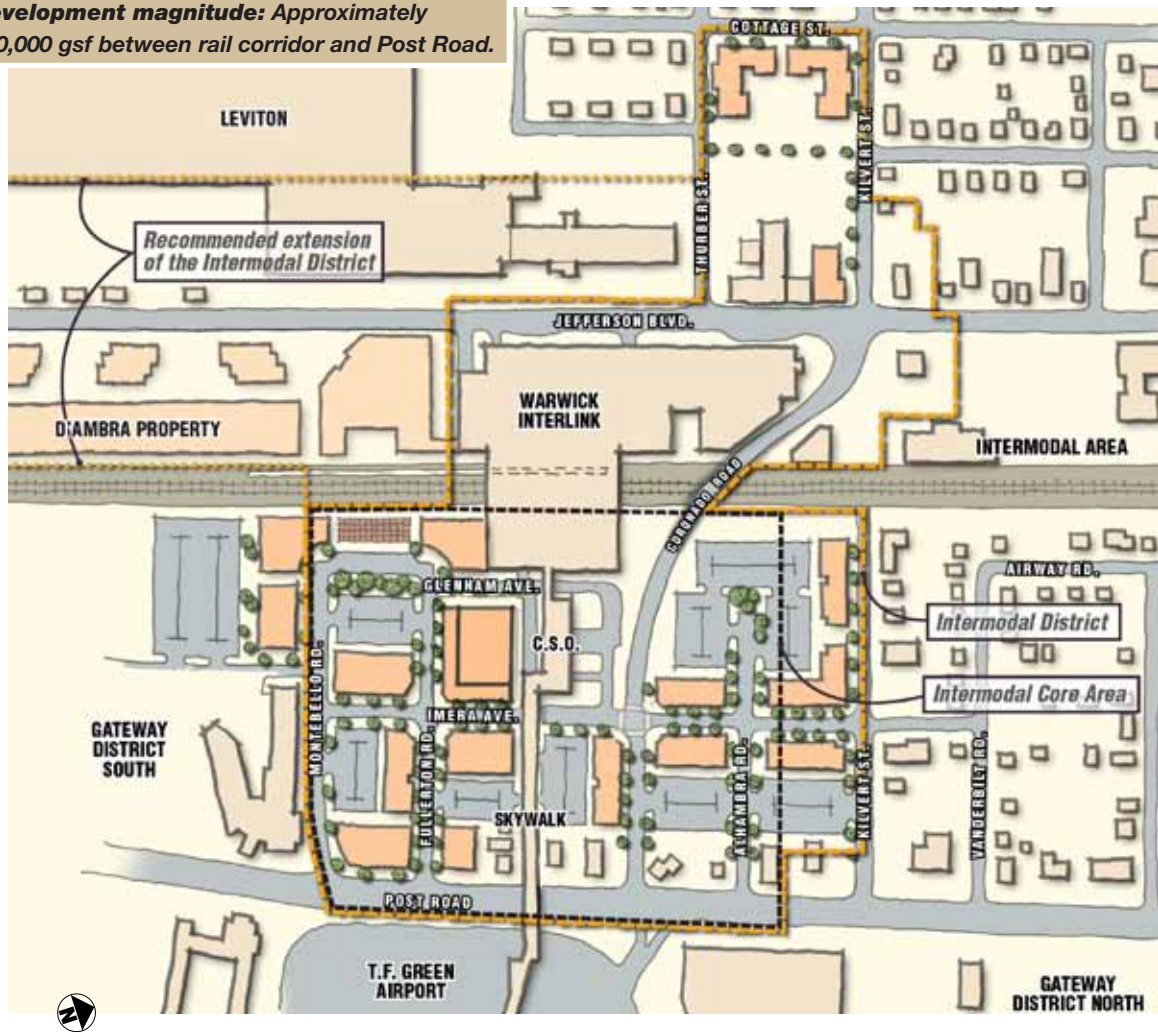 evelopment magnitude: Approximately
0,000 gsf between rail corridor and Post Road.
COTTAGE ST.
LEVITON
KILVERT ST.
THURBER ST.
Recommended extension
of the Intermodal District
JEFFERSON BLVD.
WARWICK
INTERLINK
D'AMBRA PROPERTY
INTERMODAL AREA
CORONADO ROAD
GLENHAM AVE.
AIRWAY RD.
Intermodal District
C.S.O.
Intermodal Core Area
MONTEBELLO RD.
IMERA AVE.
GATEWAY
DISTRICT
SOUTH
FULLERTON RD.
ALHAMBRA RD.
KILVERT ST.
VANDERBILT RD.
SKYWALK
POST ROAD
T.F. GREEN
AIRPORT
GATEWAY
DISTRICT NORTH
N